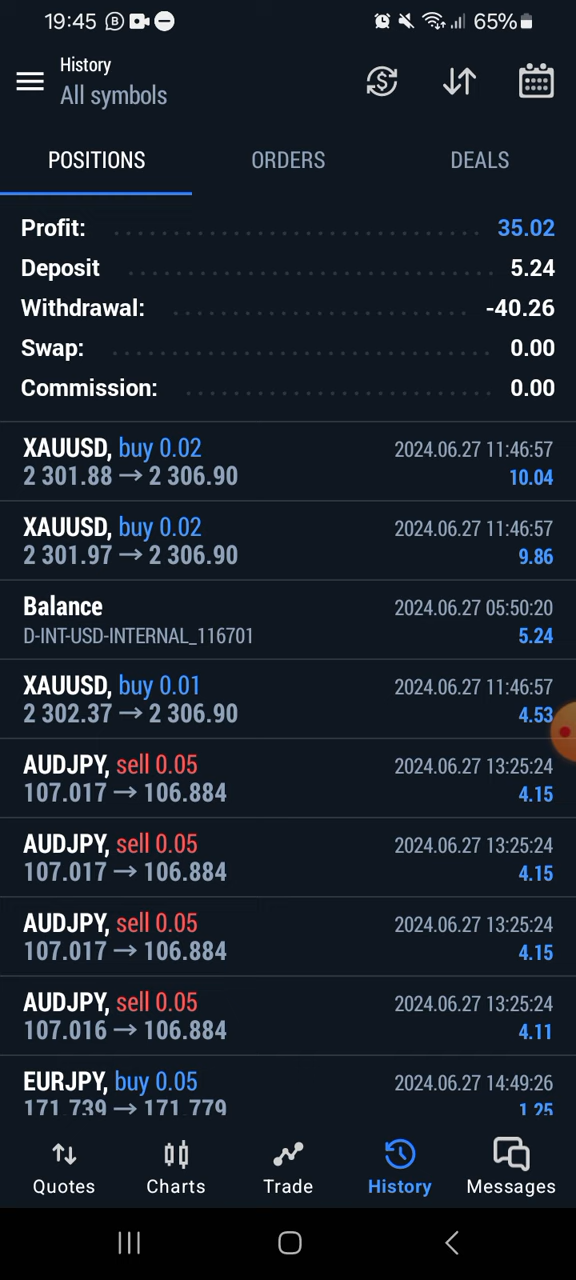 19:45 65%
History
All symbols
POSITIONS ORDERS DEALS
Profit: 35.02
Deposit 5.24
Withdrawal: -40.26
Swap: 0.00
Commission: 0.00
XAUUSD, buy 0.02 2024.06.27 11:46:57
2 301.88 → 2 306.90 10.04
XAUUSD, buy 0.02 2024.06.27 11:46:57
2 301.97 → 2 306.90 9.86
Balance 2024.06.27 05:50:20
D-INT-USD-INTERNAL_116701 5.24
XAUUSD, buy 0.01 2024.06.27 11:46:57
2 302.37 → 2 306.90 4.53
AUDJPY, sell 0.05 2024.06.27 13:25:24
107.017 → 106.884 4.15
AUDJPY, sell 0.05 2024.06.27 13:25:24
107.017 → 106.884 4.15
AUDJPY, sell 0.05 2024.06.27 13:25:24
107.017 → 106.884 4.15
AUDJPY, sell 0.05 2024.06.27 13:25:24
107.016 → 106.884 4.11
EURJPY, buy 0.05 2024.06.27 14:49:26
171.739 → 171.779 1.25
Quotes Charts Trade History Messages